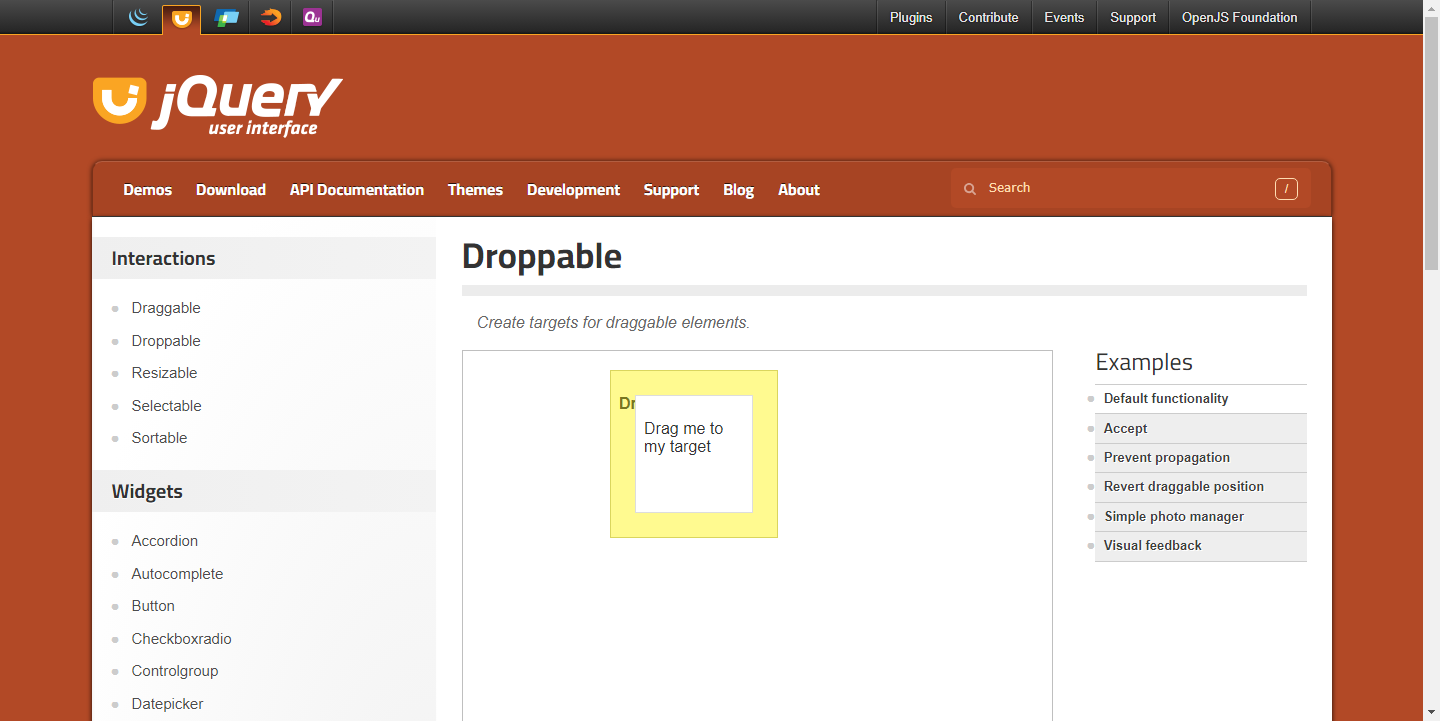 Qu
Plugins
Contribute
Events
Support
OpenJS Foundation
jQuery
user interface
Demos
Download
API Documentation
Themes
Development
Support
Blog
About
Search
/
Interactions
Draggable
Droppable
Resizable
Selectable
Sortable
Widgets
Accordion
Autocomplete
Button
Checkboxradio
Controlgroup
Datepicker
Droppable
Create targets for draggable elements.
Drag me to
my target
Examples
Default functionality
Accept
Prevent propagation
Revert draggable position
Simple photo manager
Visual feedback